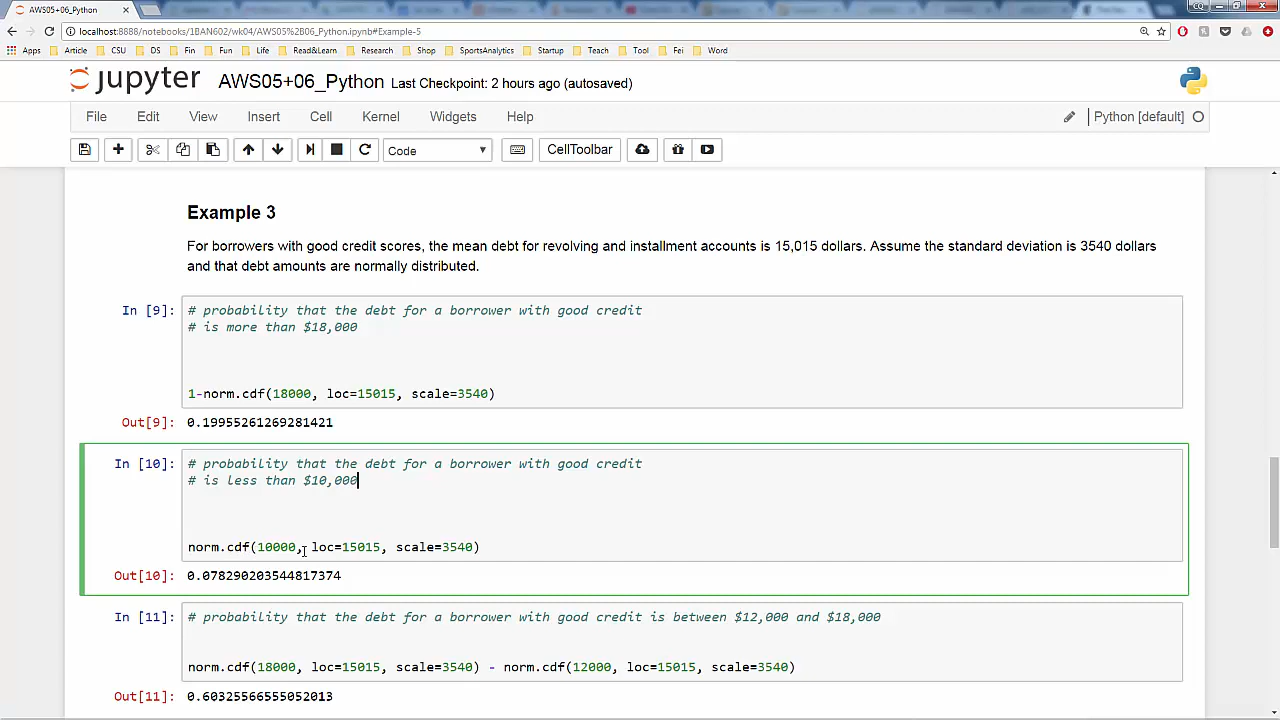 AWS05+06_Python
localhost:8888/notebooks/1BAN602/wk04/AWS05%2B06_Python.ipynb#Example-5
Apps Article CSU DS Fin Fun Life Read&Learn Research Shop SportsAnalytics Startup Teach Tool Fei Word
jupyter AWS05+06_Python Last Checkpoint: 2 hours ago (autosaved)
File Edit View Insert Cell Kernel Widgets Help Python [default]
Code CellToolbar
Example 3
For borrowers with good credit scores, the mean debt for revolving and installment accounts is 15,015 dollars. Assume the standard deviation is 3540 dollars
and that debt amounts are normally distributed.
In [9]: # probability that the debt for a borrower with good credit
# is more than $18,000
1-norm.cdf(18000, loc=15015, scale=3540)
Out[9]: 0.19955261269281421
In [10]: # probability that the debt for a borrower with good credit
# is less than $10,000
norm.cdf(10000, loc=15015, scale=3540)
Out[10]: 0.078290203544817374
In [11]: # probability that the debt for a borrower with good credit is between $12,000 and $18,000
norm.cdf(18000, loc=15015, scale=3540) - norm.cdf(12000, loc=15015, scale=3540)
Out[11]: 0.60325566555052013